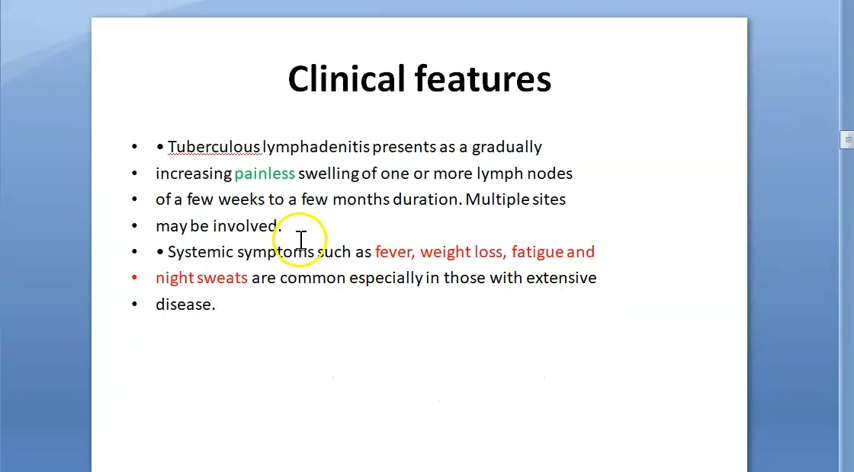 Clinical features
• • Tuberculous lymphadenitis presents as a gradually
• increasing painless swelling of one or more lymph nodes
• of a few weeks to a few months duration. Multiple sites
• may be involved.
• • Systemic symptoms such as fever, weight loss, fatigue and
• night sweats are common especially in those with extensive
• disease.